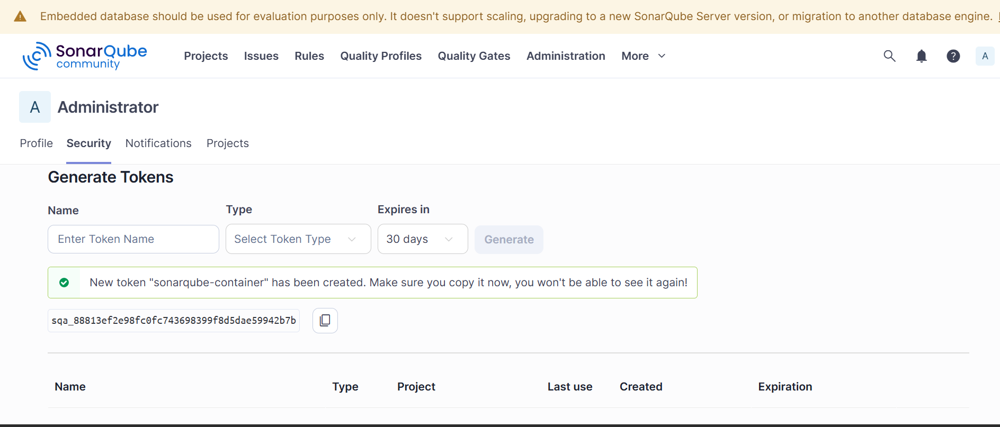 Embedded database should be used for evaluation purposes only. It doesn't support scaling, upgrading to a new SonarQube Server version, or migration to another database engine.
SonarQube
community
Projects Issues Rules Quality Profiles Quality Gates Administration More
? A
A Administrator
Profile Security Notifications Projects
Generate Tokens
Name Type Expires in
Enter Token Name Select Token Type 30 days Generate
New token "sonarqube-container" has been created. Make sure you copy it now, you won't be able to see it again!
sqa_88813ef2e98fc0fc743698399f8d5dae59942b7b
Name Type Project Last use Created Expiration